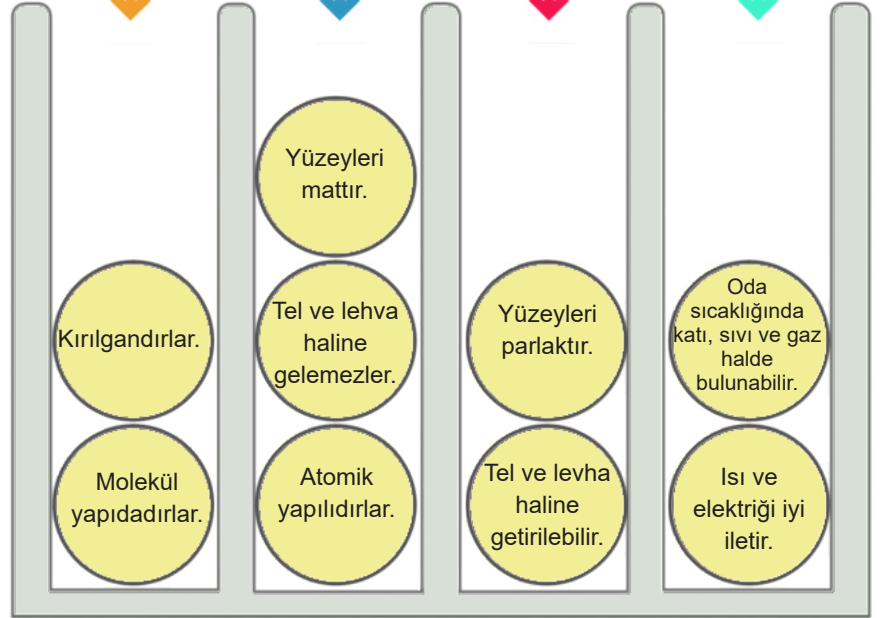 Yüzeyleri
mattır.
Kırılgandırlar.
Tel ve lehva
haline
gelemezler.
Yüzeyleri
parlaktır.
Oda
sıcaklığında
katı, sıvı ve gaz
halde
bulunabilir.
Molekül
yapıdadırlar.
Atomik
yapılıdırlar.
Tel ve levha
haline
getirilebilir.
Isı ve
elektriği iyi
iletir.